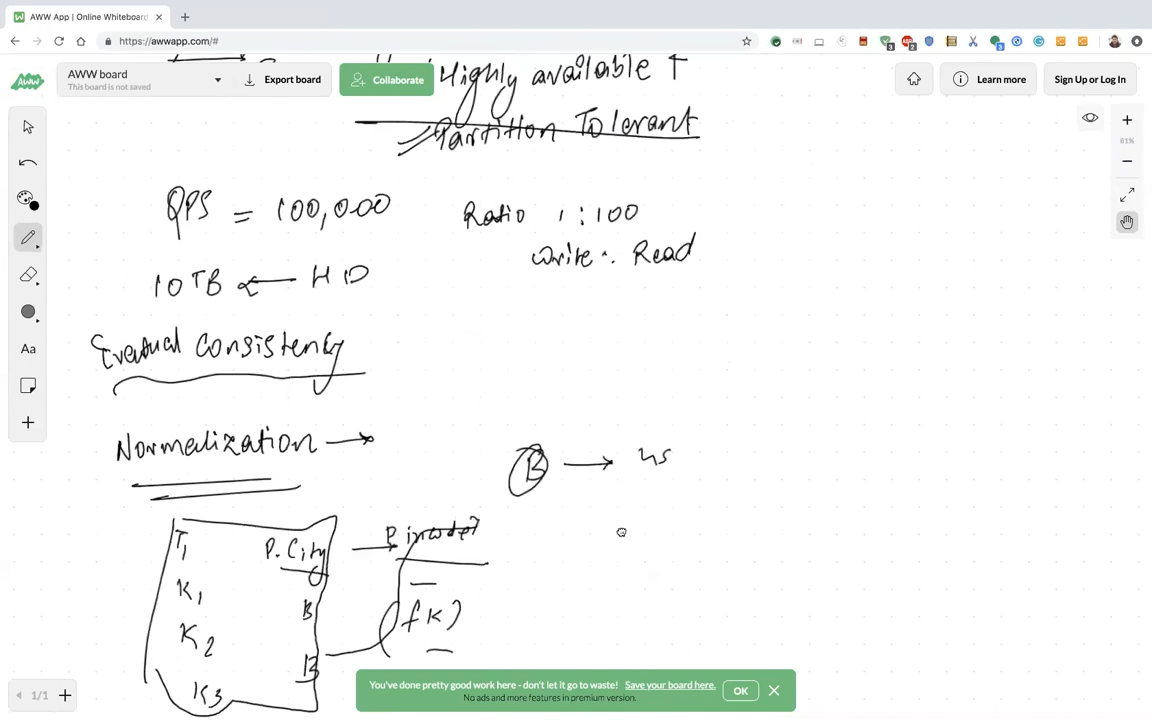 AWW App | Online Whiteboard
https://awwapp.com/#
AWW board
This board is not saved
Export board
Collaborate
Learn more
Sign Up or Log In
Highly available
Partition Tolerant
81%
QPS = 100,000
Ratio 1:100
Write : Read
10TB ← HD
Eventual Consistency
Normalization →
B →
T1 P. City →
K1 B
K2 B
K3
Aa
1/1
You've done pretty good work here - don't let it go to waste! Save your board here.
No ads and more features in premium version.
OK